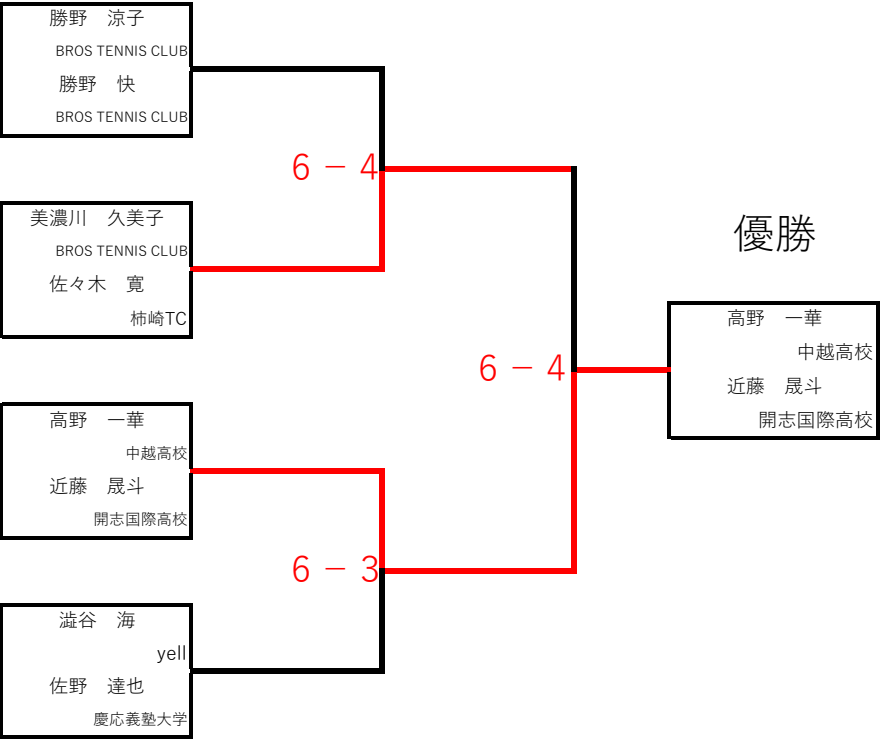 勝野　涼子
BROS TENNIS CLUB
勝野　快
BROS TENNIS CLUB
6 － 4
美濃川　久美子
BROS TENNIS CLUB
佐々木　寛
柿崎TC
優勝
高野　一華
中越高校
近藤　晟斗
開志国際高校
6 － 4
高野　一華
中越高校
近藤　晟斗
開志国際高校
6 － 3
澁谷　海
yell
佐野　達也
慶応義塾大学